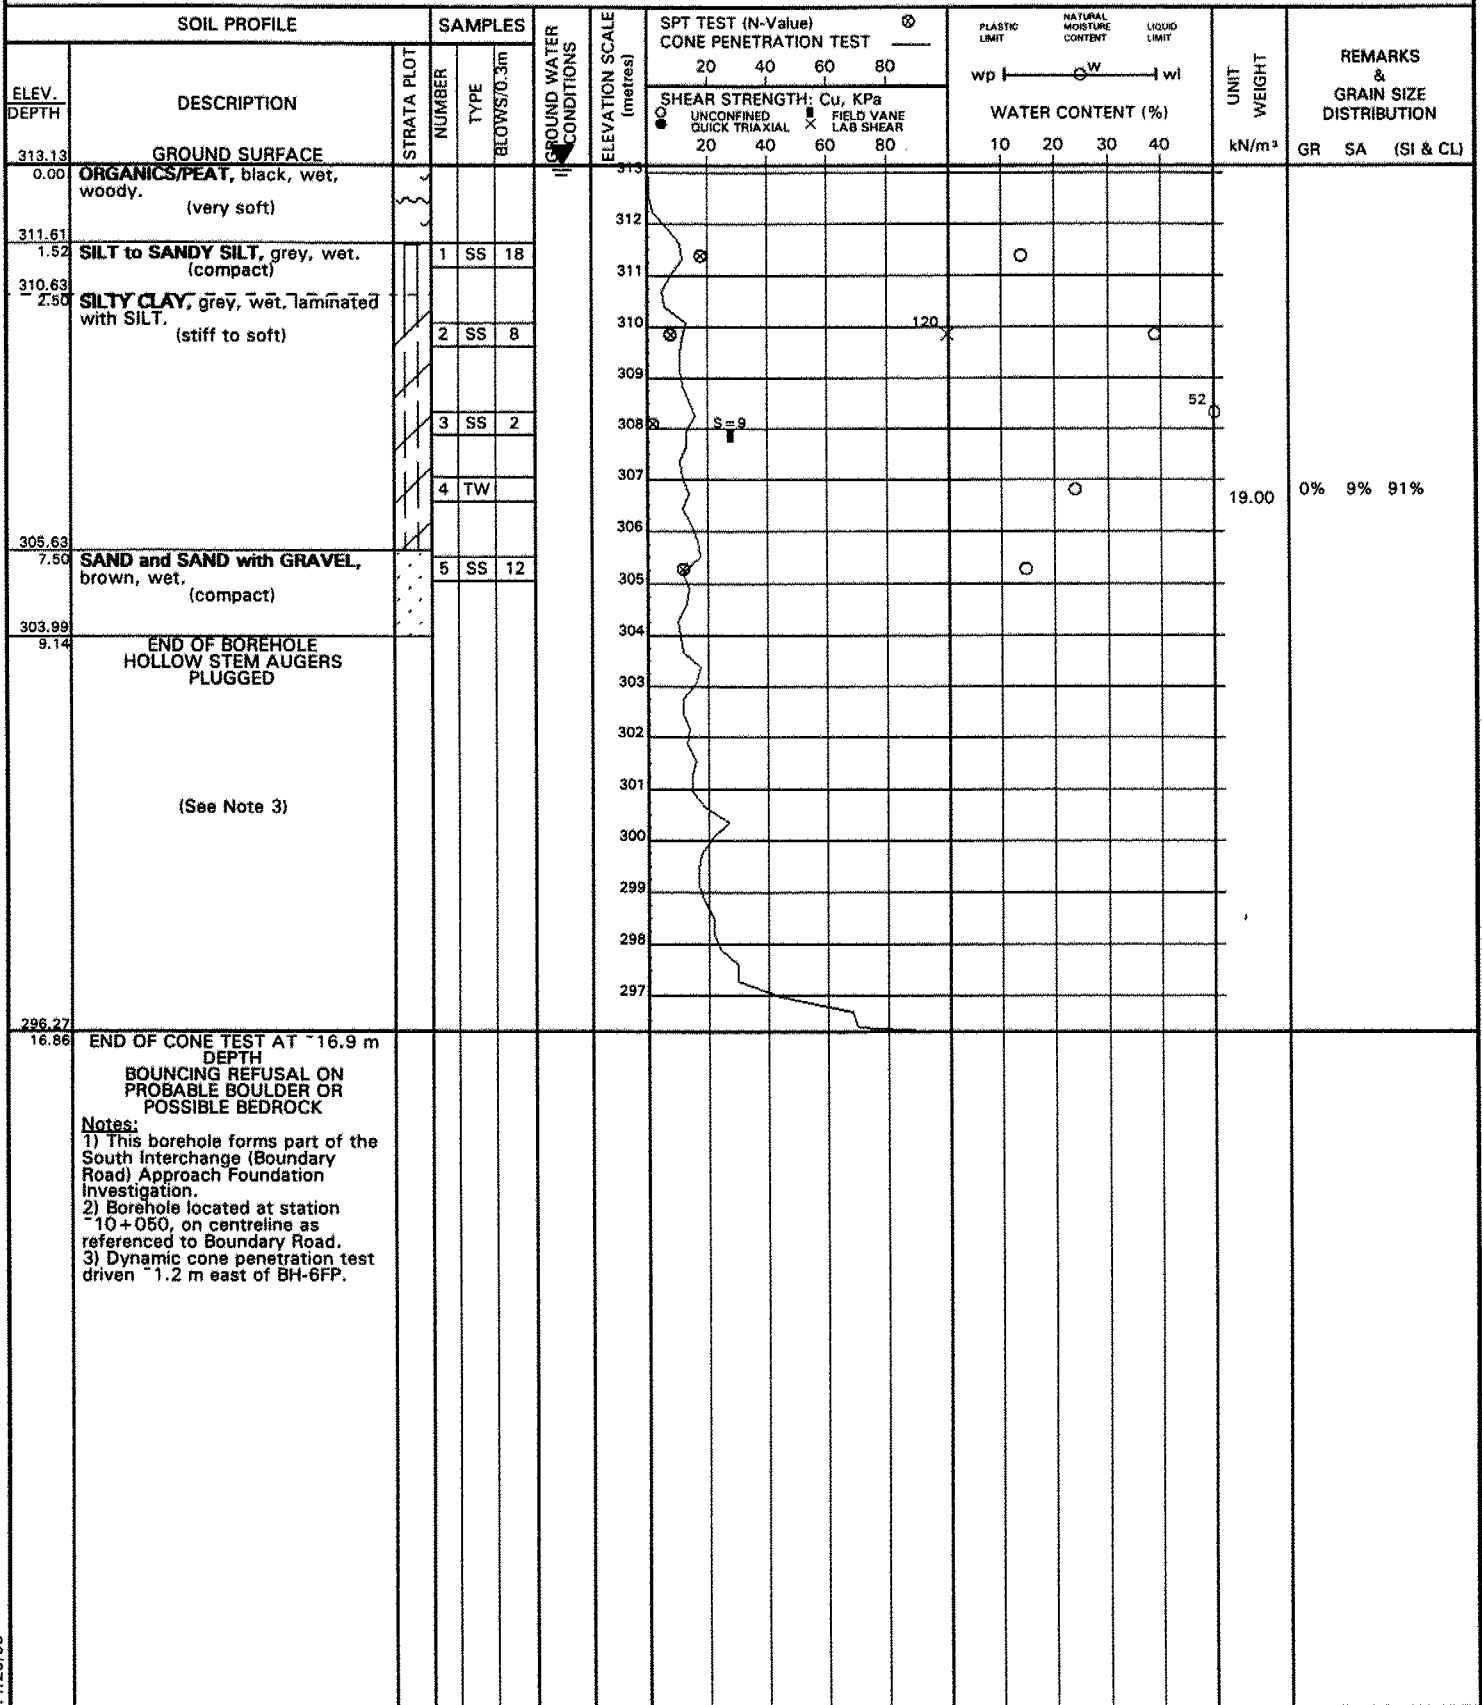 SOIL PROFILE
SAMPLES
ELEV.
DEPTH
DESCRIPTION
GROUND SURFACE
STRATA PLOT
NUMBER
TYPE
BLOWS/0.3m
GROUND WATER
CONDITIONS
ELEVATION SCALE
(metres)
SPT TEST (N-Value) ⊗
CONE PENETRATION TEST
20 40 60 80
SHEAR STRENGTH: Cu, KPa
UNCONFINED FIELD VANE
QUICK TRIAXIAL LAB SHEAR
20 40 60 80
PLASTIC
LIMIT
NATURAL
MOISTURE
CONTENT
LIQUID
LIMIT
wp w wl
WATER CONTENT (%)
10 20 30 40
UNIT
WEIGHT
kN/m³
REMARKS
&
GRAIN SIZE
DISTRIBUTION
GR SA (SI & CL)
313.13
0.00
ORGANICS/PEAT, black, wet,
woody.
(very soft)
311.61
1.52
SILT to SANDY SILT, grey, wet.
(compact)
1 SS 18
310.63
2.50
SILTY CLAY, grey, wet, laminated
with SILT.
(stiff to soft)
2 SS 8
3 SS 2
4 TW
305.63
7.50
SAND and SAND with GRAVEL,
brown, wet.
(compact)
5 SS 12
303.99
9.14
END OF BOREHOLE
HOLLOW STEM AUGERS
PLUGGED
(See Note 3)
313
312
311
310
309
308
307
306
305
304
303
302
301
300
299
298
297
120
52
S=9
19.00
0% 9% 91%
296.27
16.86
END OF CONE TEST AT ~16.9 m
DEPTH
BOUNCING REFUSAL ON
PROBABLE BOULDER OR
POSSIBLE BEDROCK
Notes:
1) This borehole forms part of the
South Interchange (Boundary
Road) Approach Foundation
Investigation.
2) Borehole located at station
~10+050, on centreline as
referenced to Boundary Road.
3) Dynamic cone penetration test
driven ~1.2 m east of BH-6FP.